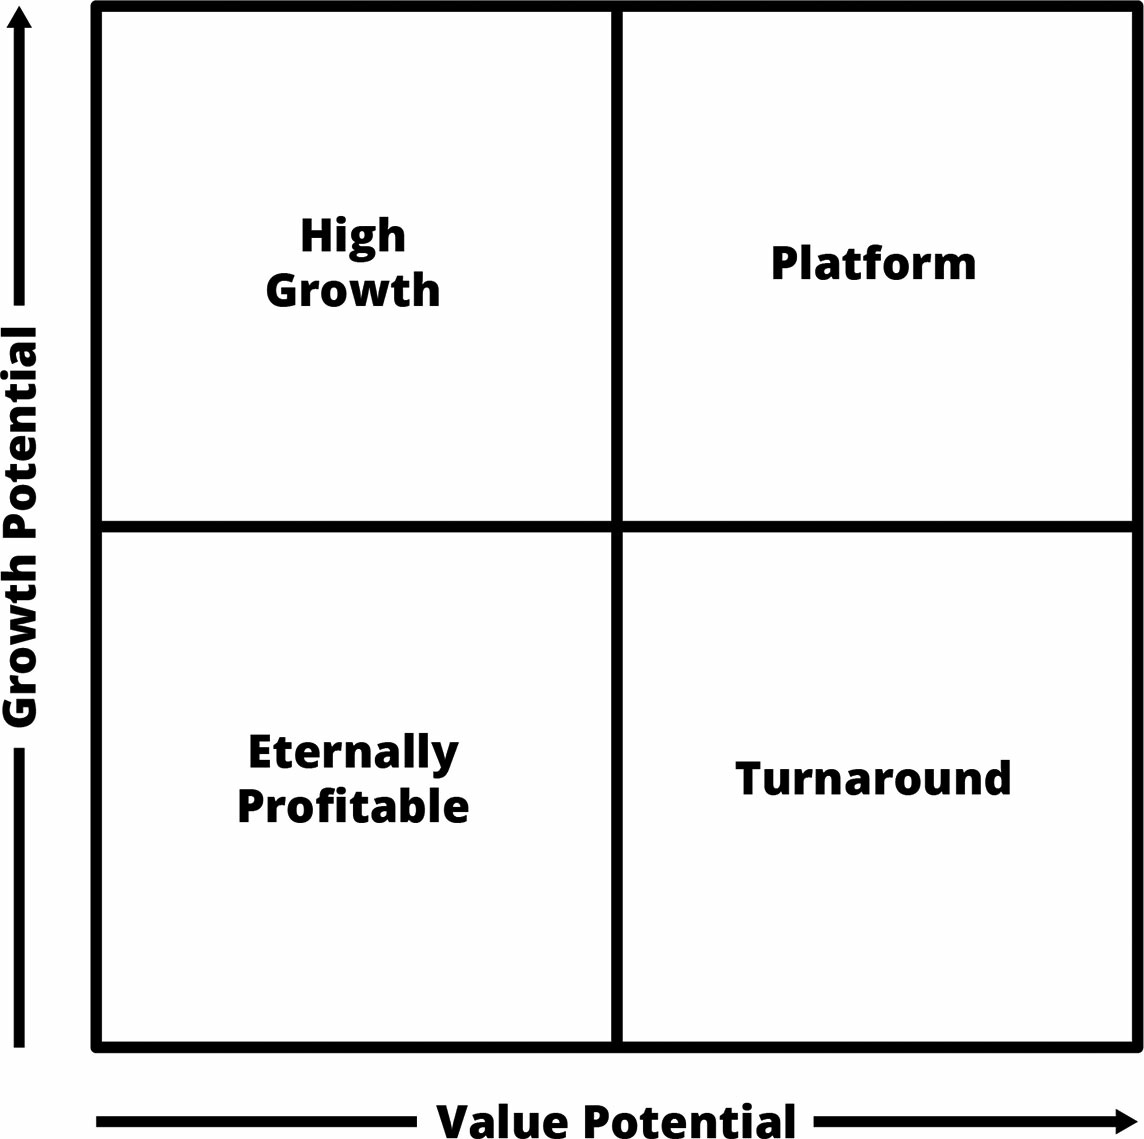 High
Growth
Platform
Growth Potential
Eternally
Profitable
Turnaround
Value Potential